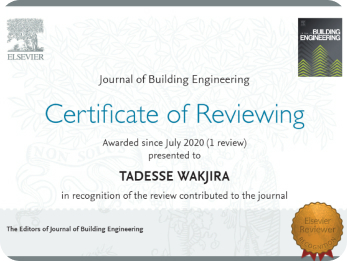 ELSEVIER
BUILDING
ENGINEERING
Journal of Building Engineering
Certificate of Reviewing
Awarded since July 2020 (1 review)
presented to
TADESSE WAKJIRA
in recognition of the review contributed to the journal
The Editors of Journal of Building Engineering
Elsevier
Reviewer